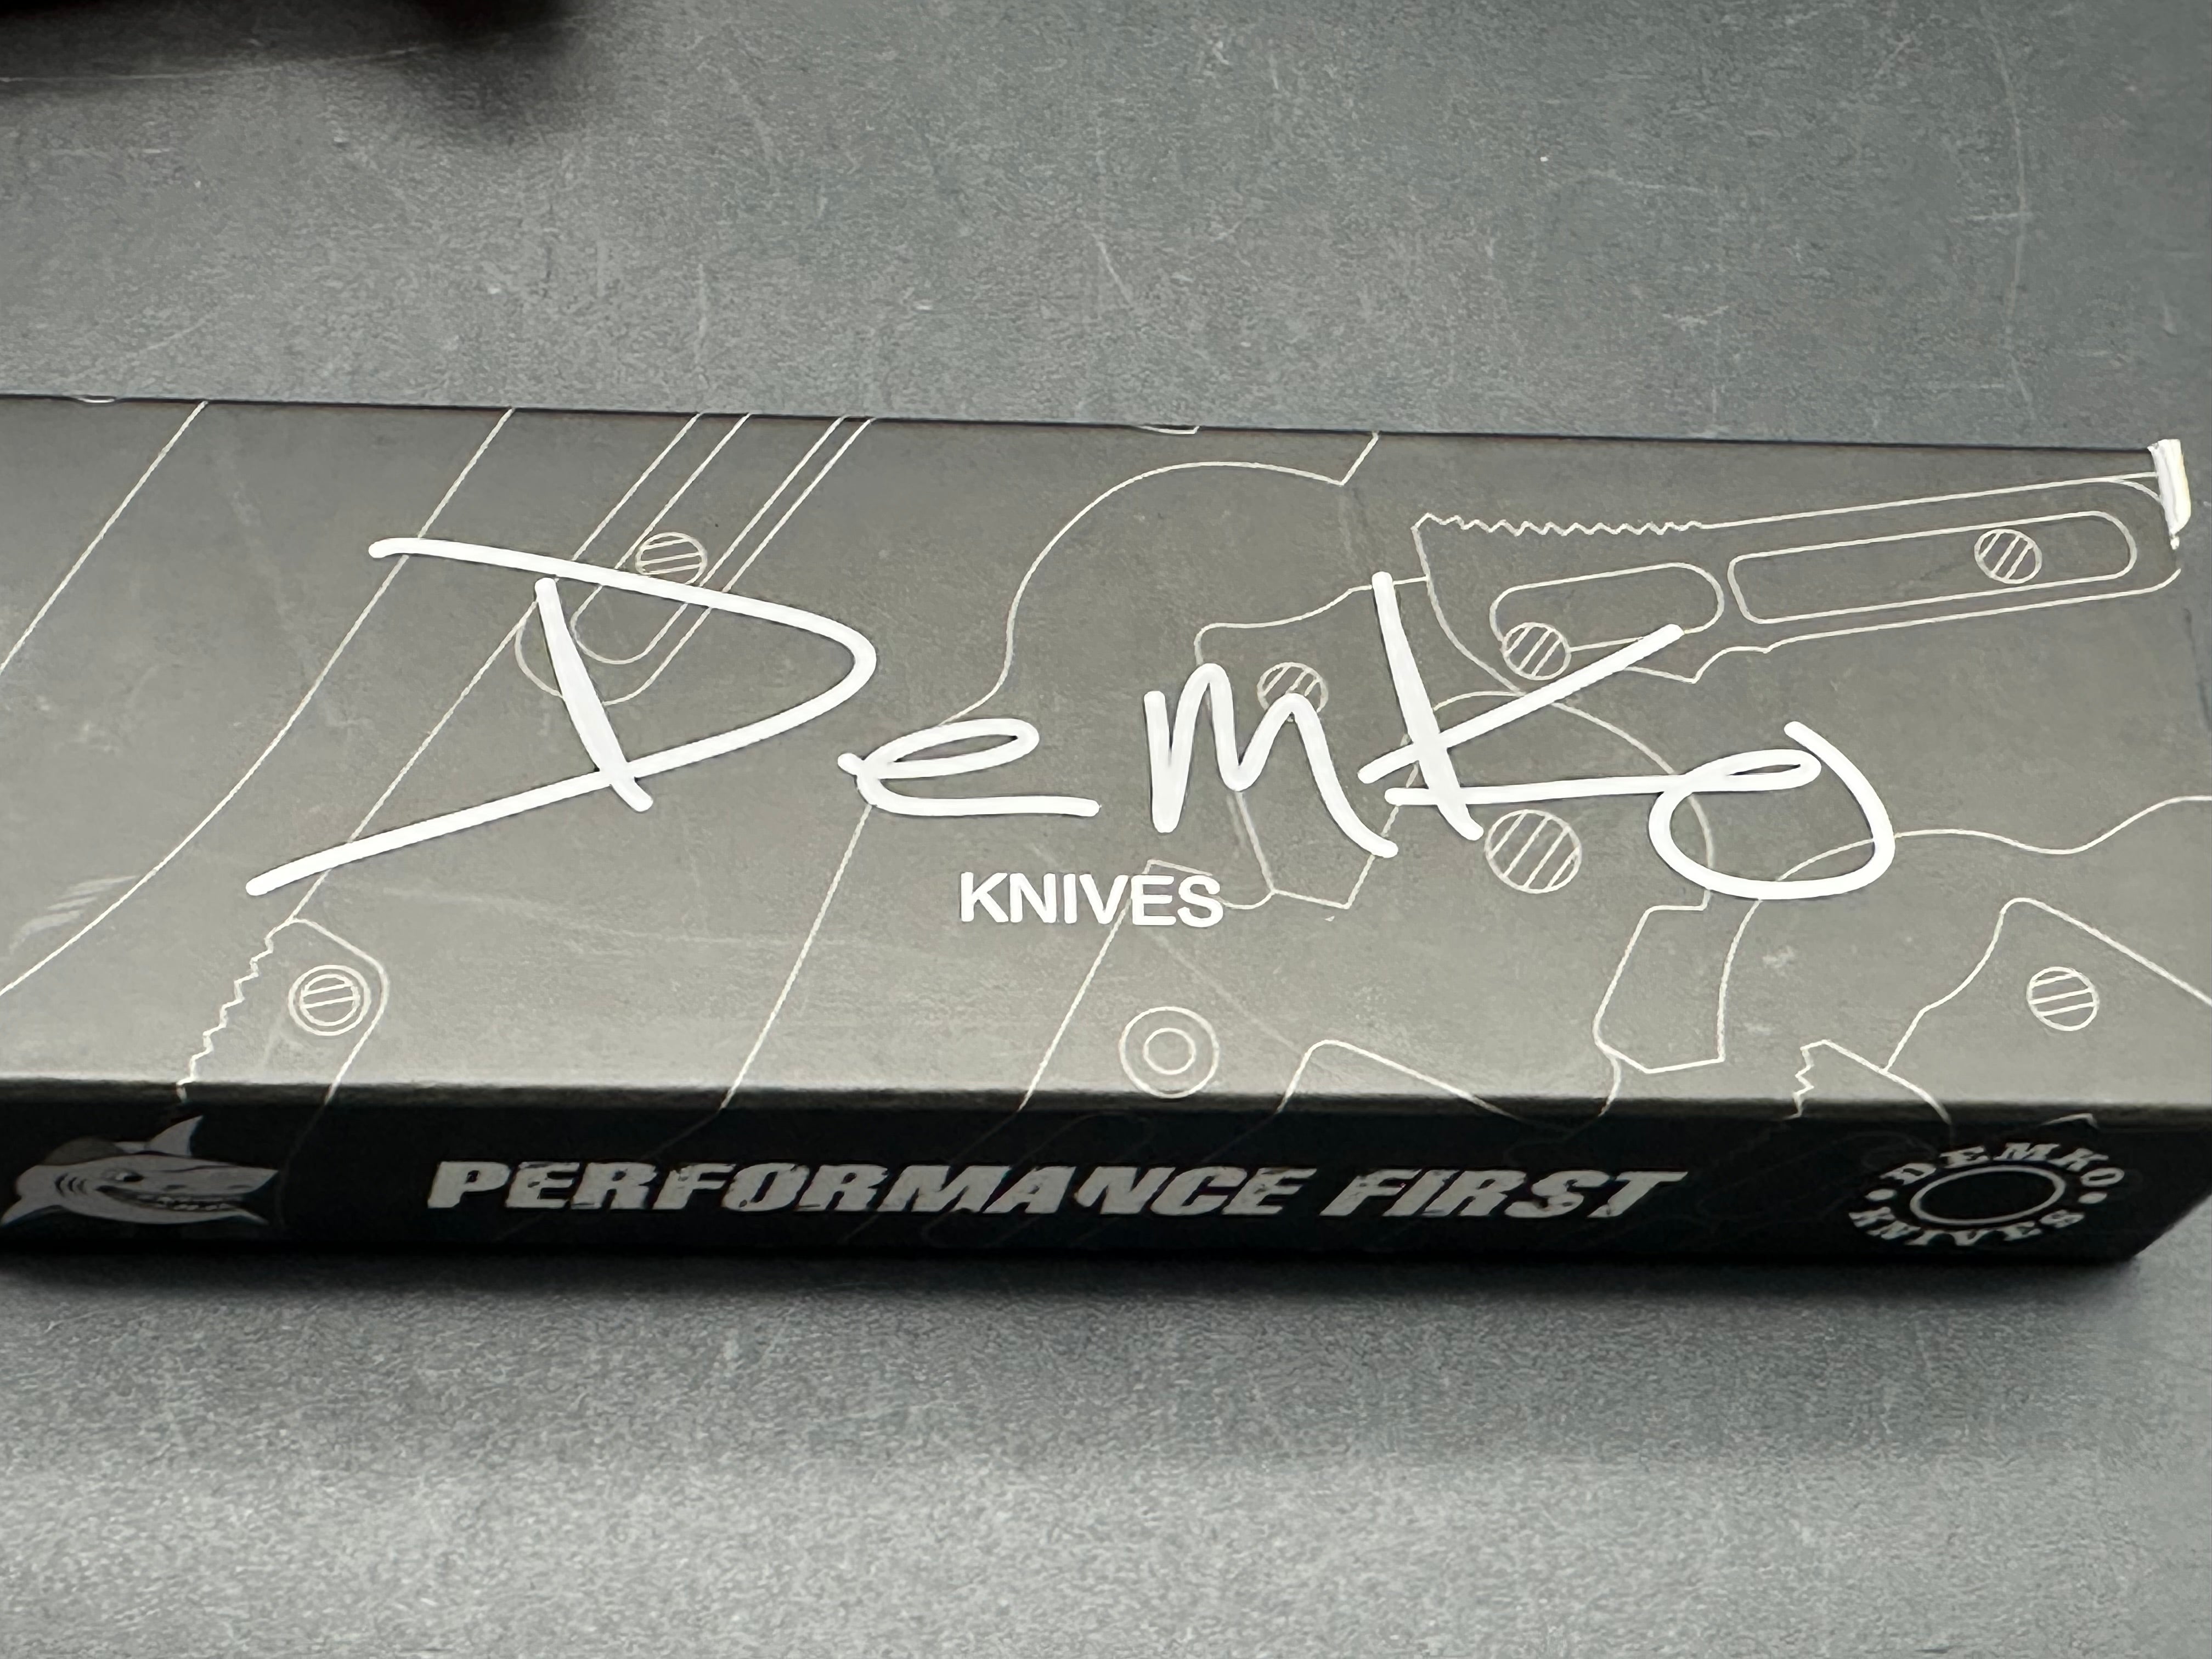 Demko
KNIVES
PERFORMANCE FIRST
DEMKO
KNIVES